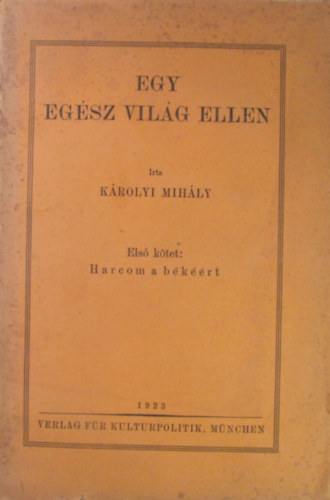 EGY
EGÉSZ VILÁG ELLEN
Irta
KÁROLYI MIHÁLY
Első kötet:
Harcom a békéért
1923
VERLAG FÜR KULTURPOLITIK, MÜNCHEN